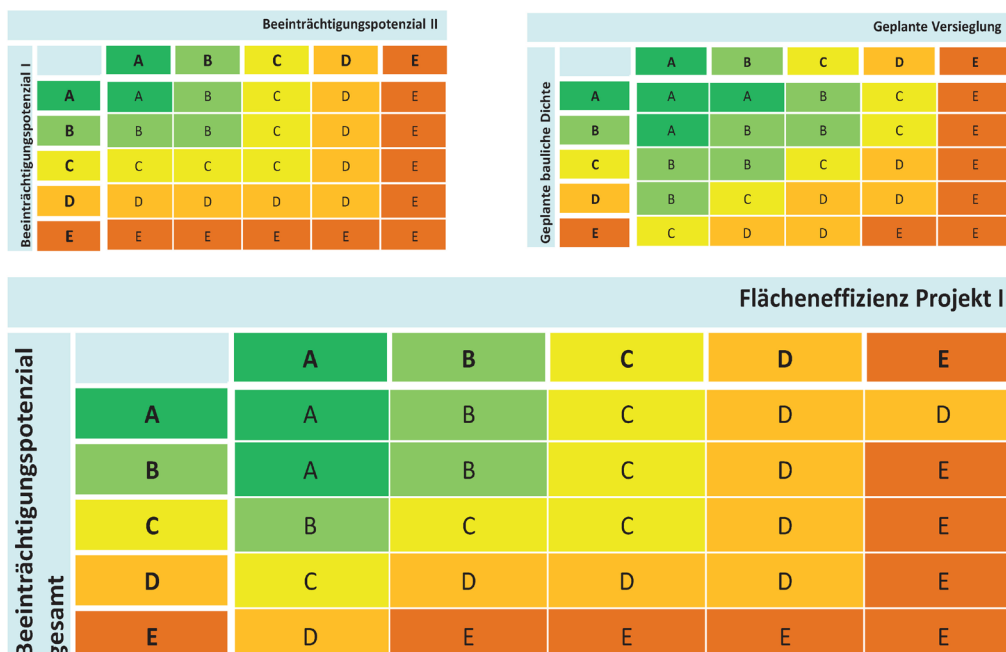 Beeinträchtigungspotenzial II
Beeinträchtigungspotenzial I
A B C D E
A A B C D E
B B B C D E
C C C C D E
D D D D D E
E E E E E E
Geplante Versieglung
Geplante bauliche Dichte
A B C D E
A A A B C E
B A B B C E
C B B C D E
D B C D D E
E C D D E E
Flächeneffizienz Projekt I
Beeinträchtigungspotenzial
gesamt
A B C D E
A A B C D D
B A B C D E
C B C C D E
D C D D D E
E D E E E E